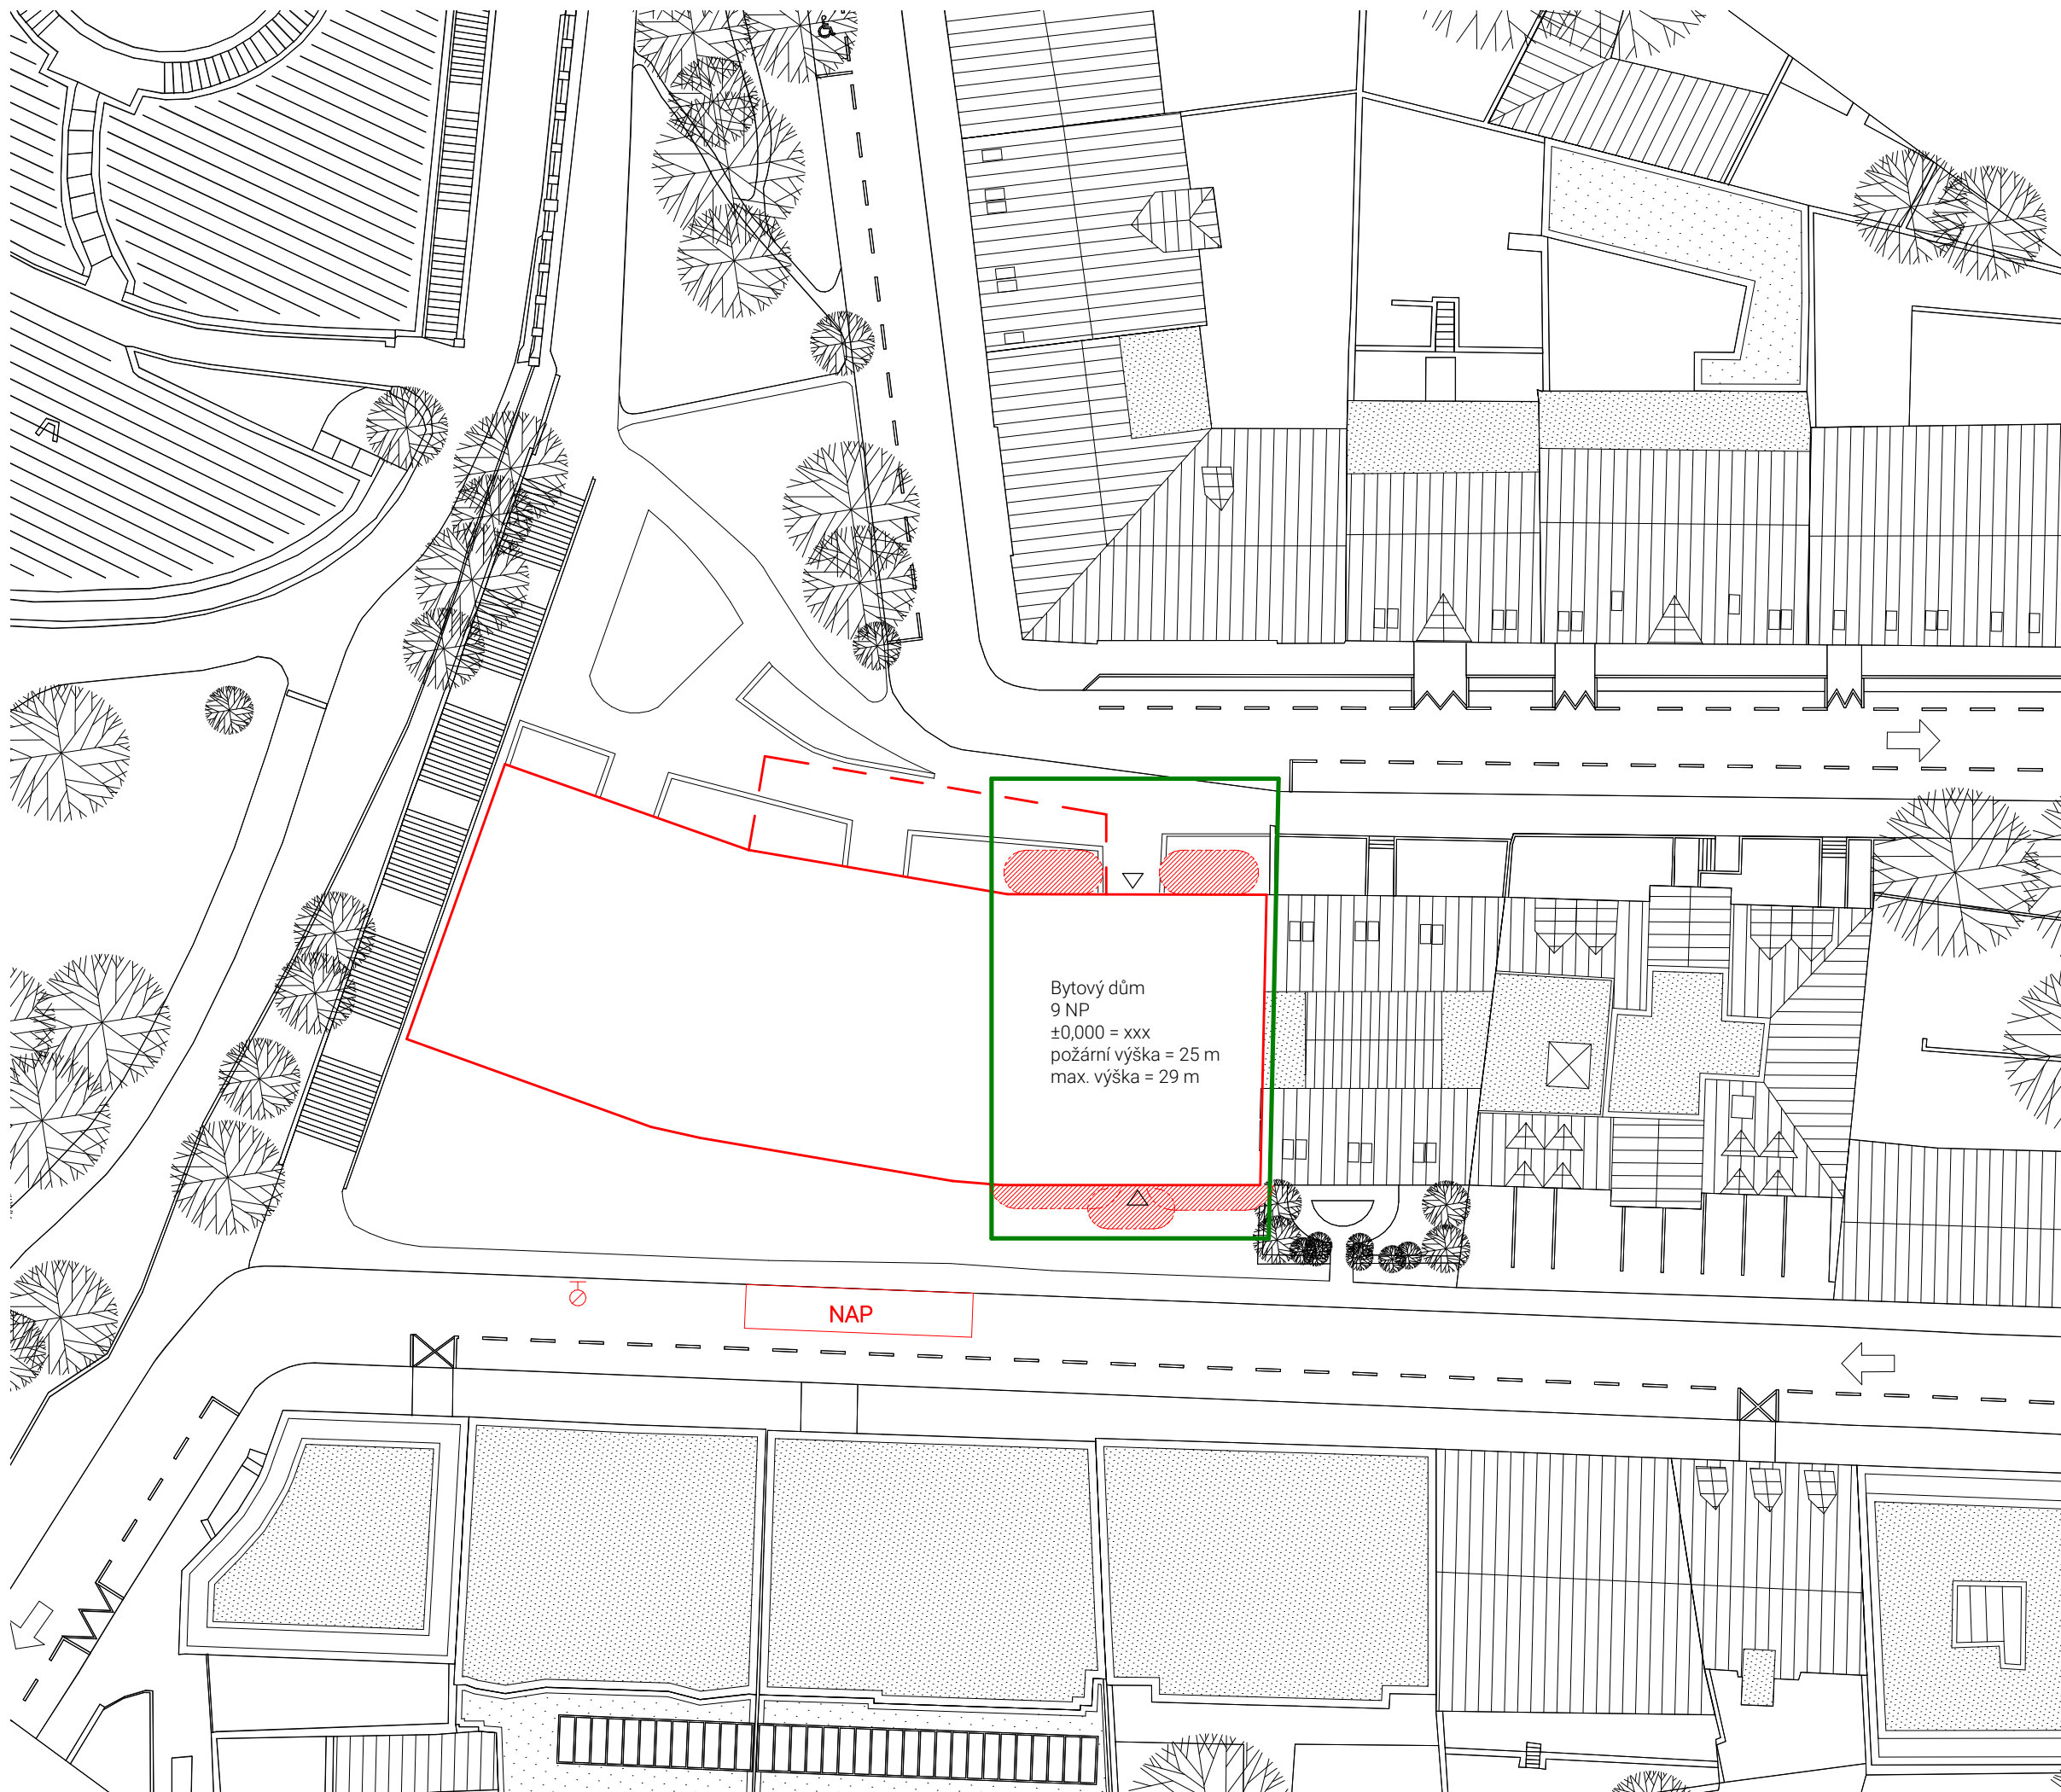 Bytový dům
9 NP
±0,000 = xxx
požární výška = 25 m
max. výška = 29 m
NAP